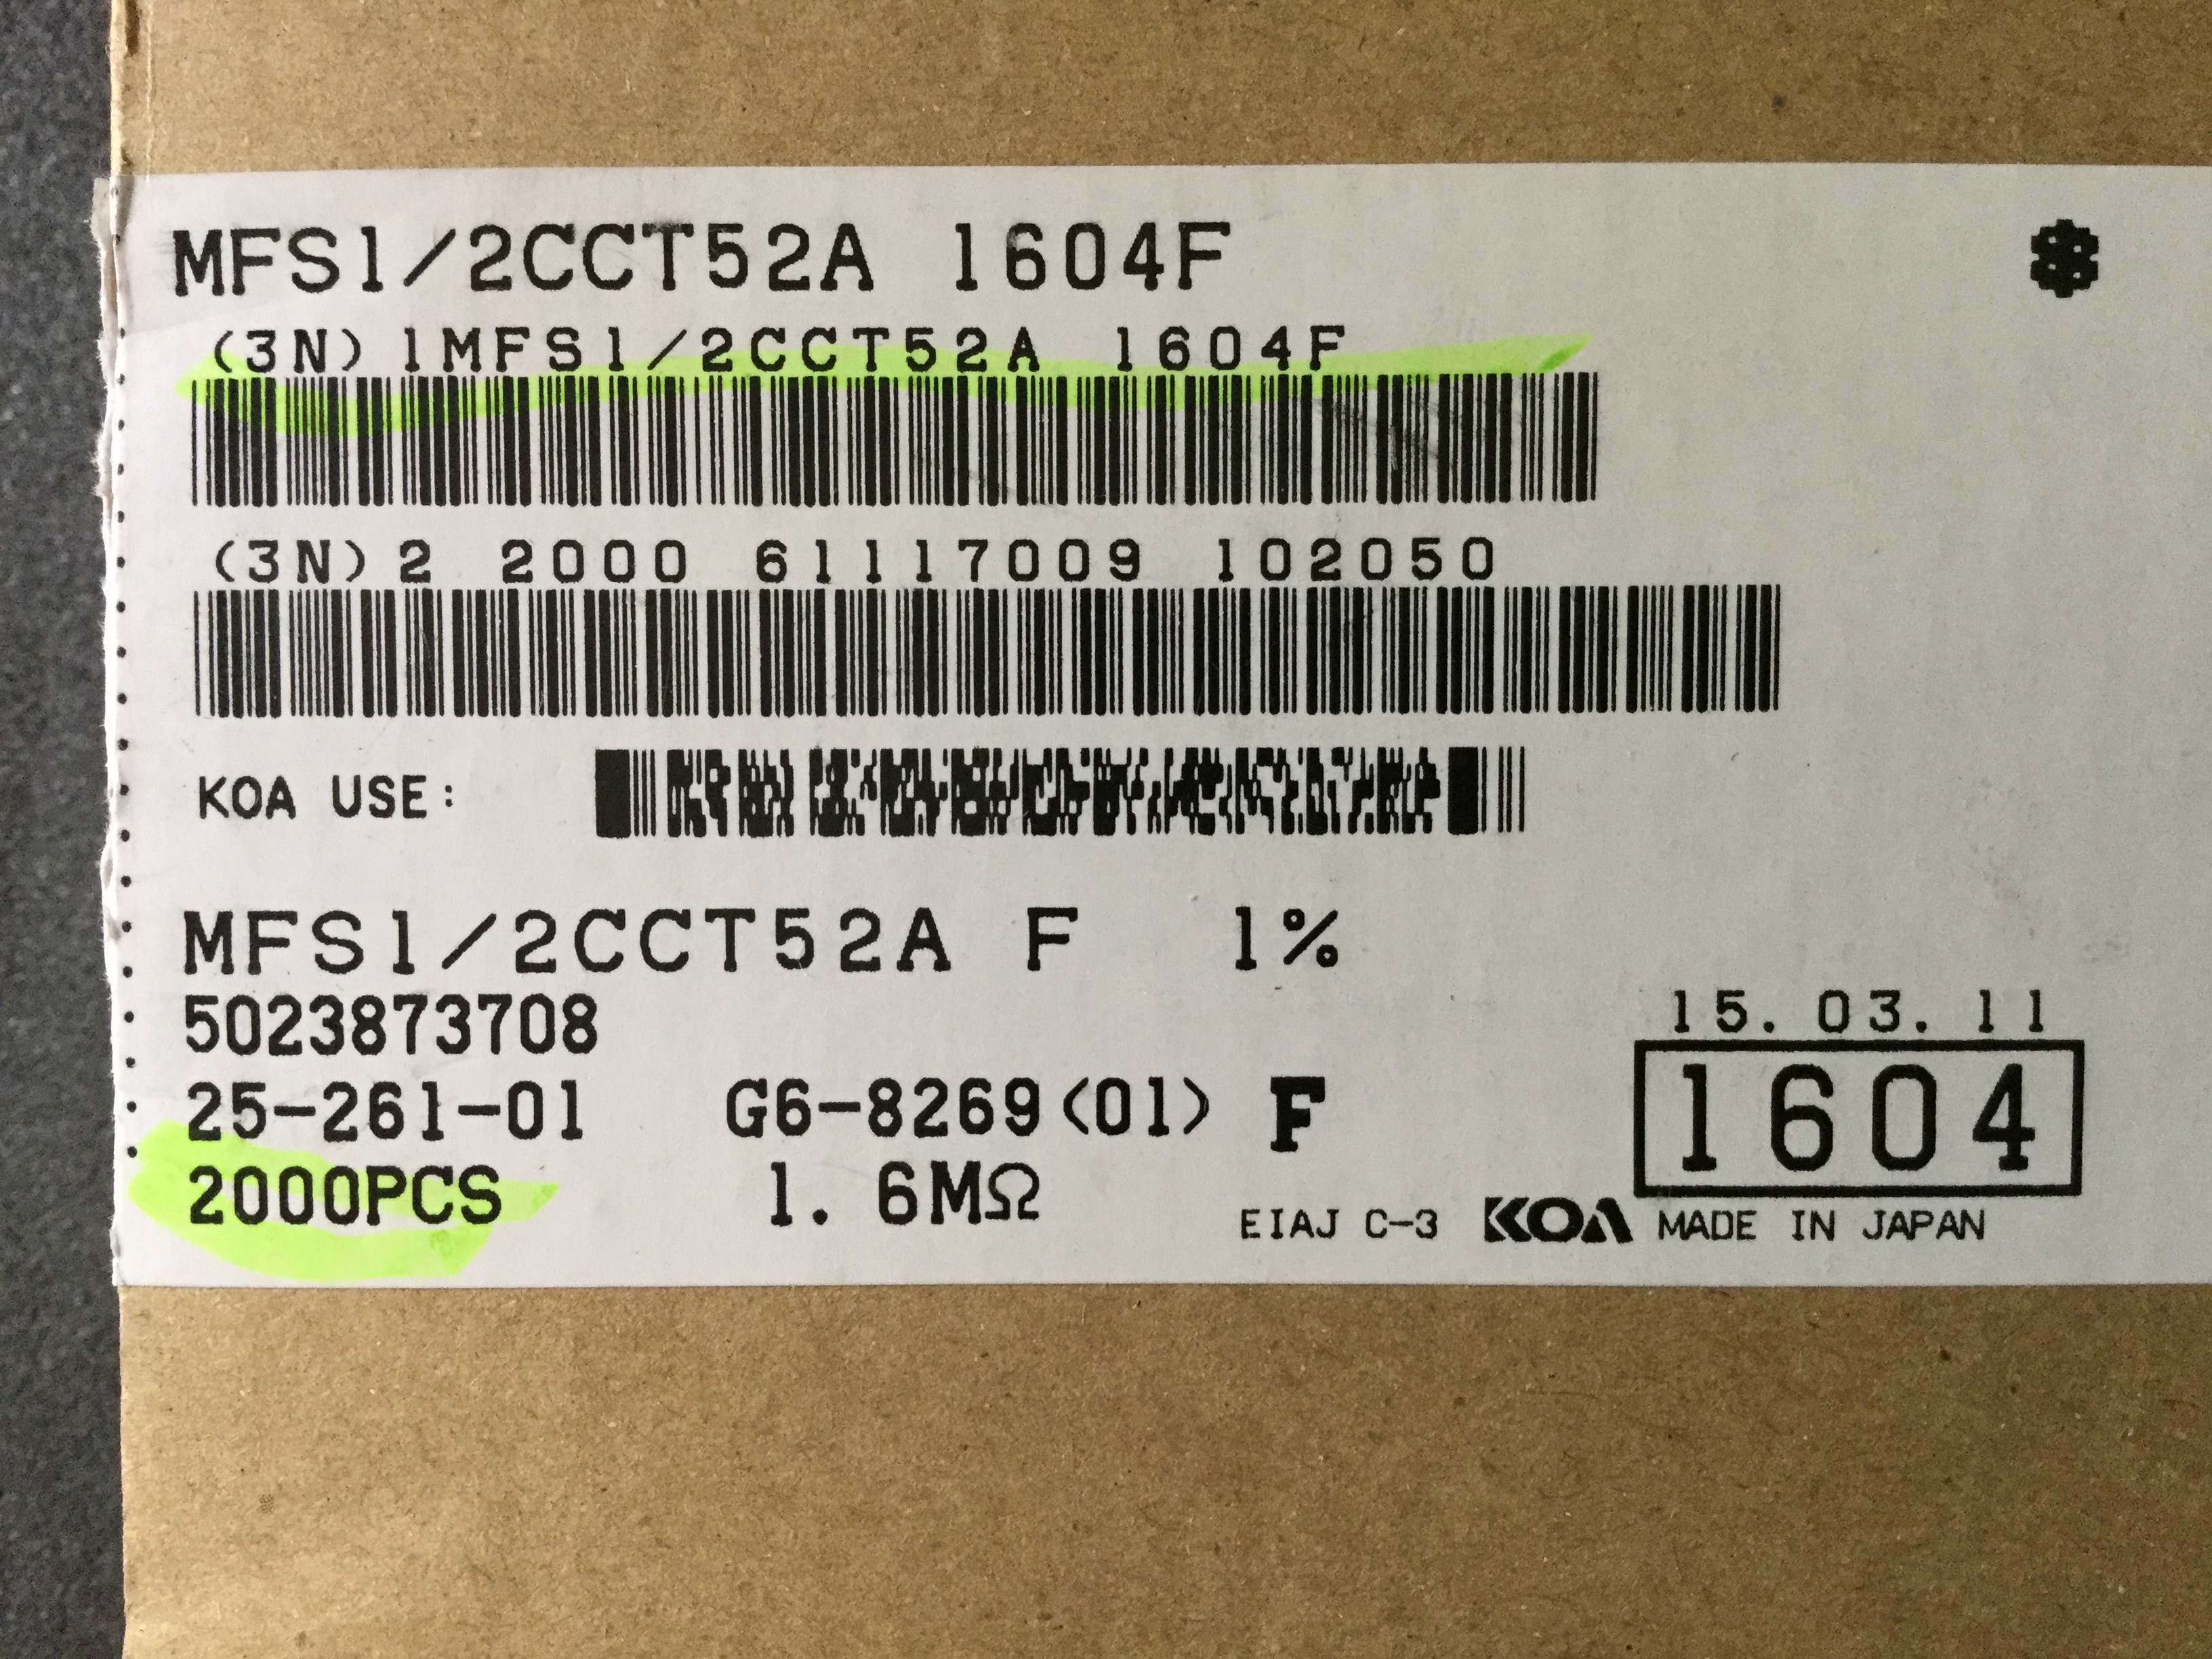 MFS1/2CCT52A 1604F
(3N)1MFS1/2CCT52A 1604F
(3N)2 2000 61117009 102050
KOA USE:
MFS1/2CCT52A F 1%
5023873708
15. 03. 11
25-261-01 G6-8269(01) F
1604
2000PCS 1. 6MΩ
EIAJ C-3 KOA MADE IN JAPAN